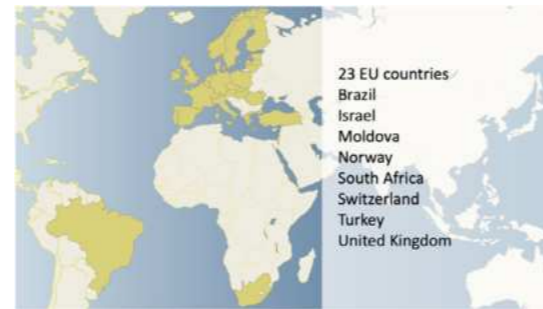 23 EU countries
Brazil
Israel
Moldova
Norway
South Africa
Switzerland
Turkey
United Kingdom